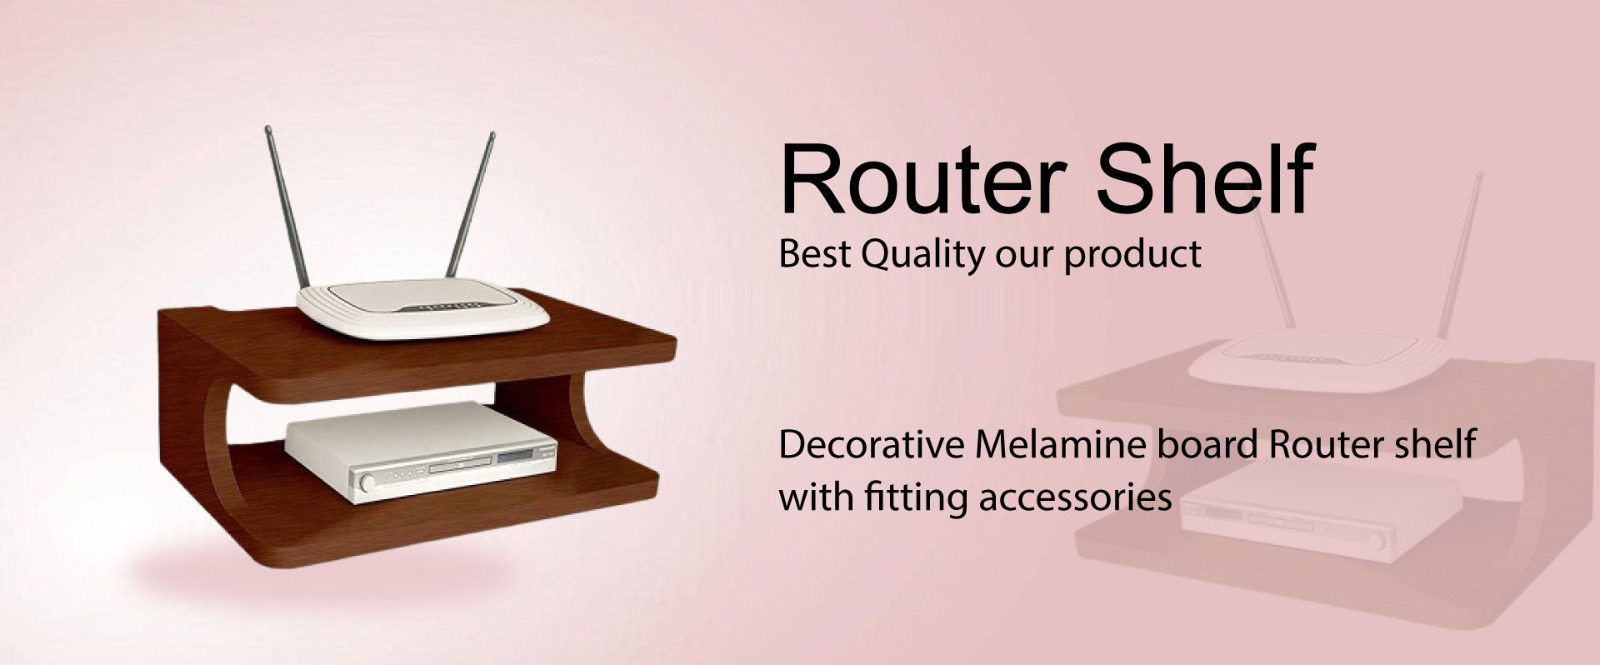 Router Shelf
Best Quality our product
Decorative Melamine board Router shelf
with fitting accessories